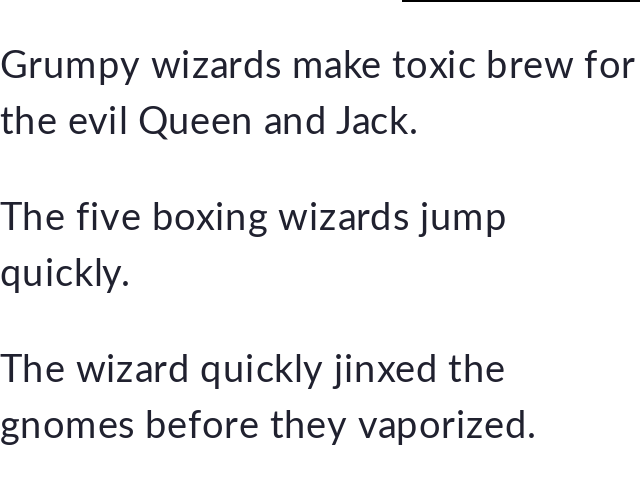 Grumpy wizards make toxic brew for
the evil Queen and Jack.
The five boxing wizards jump
quickly.
The wizard quickly jinxed the
gnomes before they vaporized.